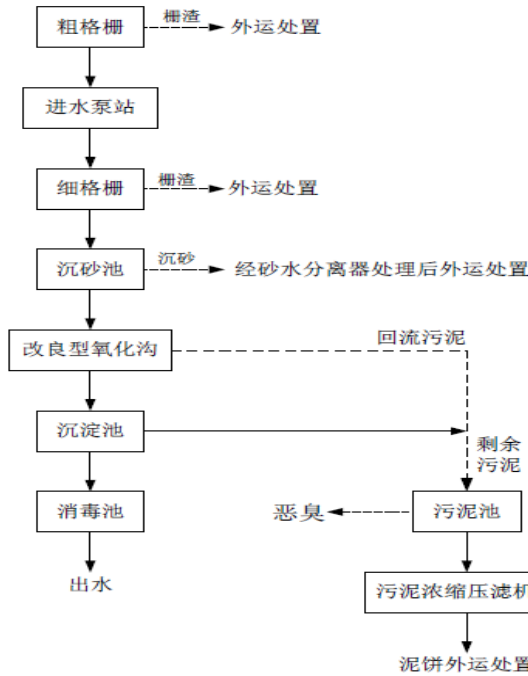 粗格栅
栅渣
外运处置
进水泵站
细格栅
栅渣
外运处置
沉砂池
沉砂
经砂水分离器处理后外运处置
改良型氧化沟
回流污泥
沉淀池
剩余
污泥
消毒池
恶臭
污泥池
出水
污泥浓缩压滤机
泥饼外运处置